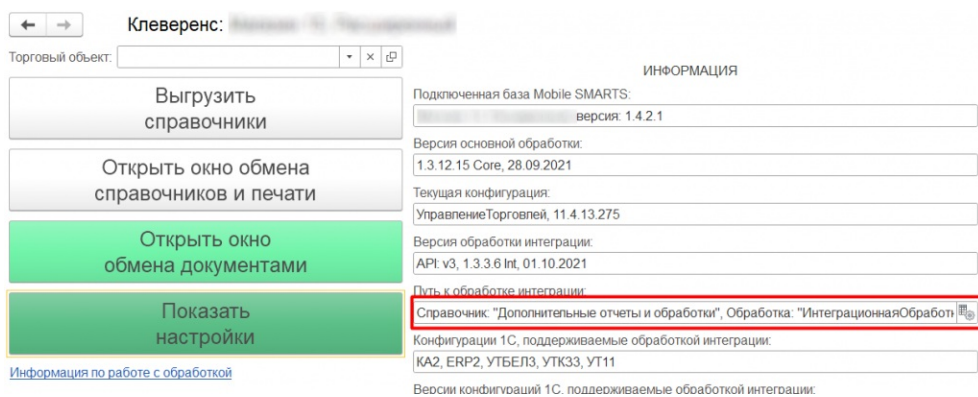 Клеверенс:
Торговый объект:
Выгрузить
справочники
Открыть окно обмена
справочников и печати
Открыть окно
обмена документами
Показать
настройки
Информация по работе с обработкой
ИНФОРМАЦИЯ
Подключенная база Mobile SMARTS:
версия: 1.4.2.1
Версия основной обработки:
1.3.12.15 Core, 28.09.2021
Текущая конфигурация:
УправлениеТорговлей, 11.4.13.275
Версия обработки интеграции:
API: v3, 1.3.3.6 Int, 01.10.2021
Путь к обработке интеграции:
Справочник: "Дополнительные отчеты и обработки", Обработка: "ИнтеграционнаяОбработк
Конфигурации 1С, поддерживаемые обработкой интеграции:
КА2, ERP2, УТБЕЛ3, УТК33, УТ11
Версии конфигураций 1С, поддерживаемые обработкой интеграции: